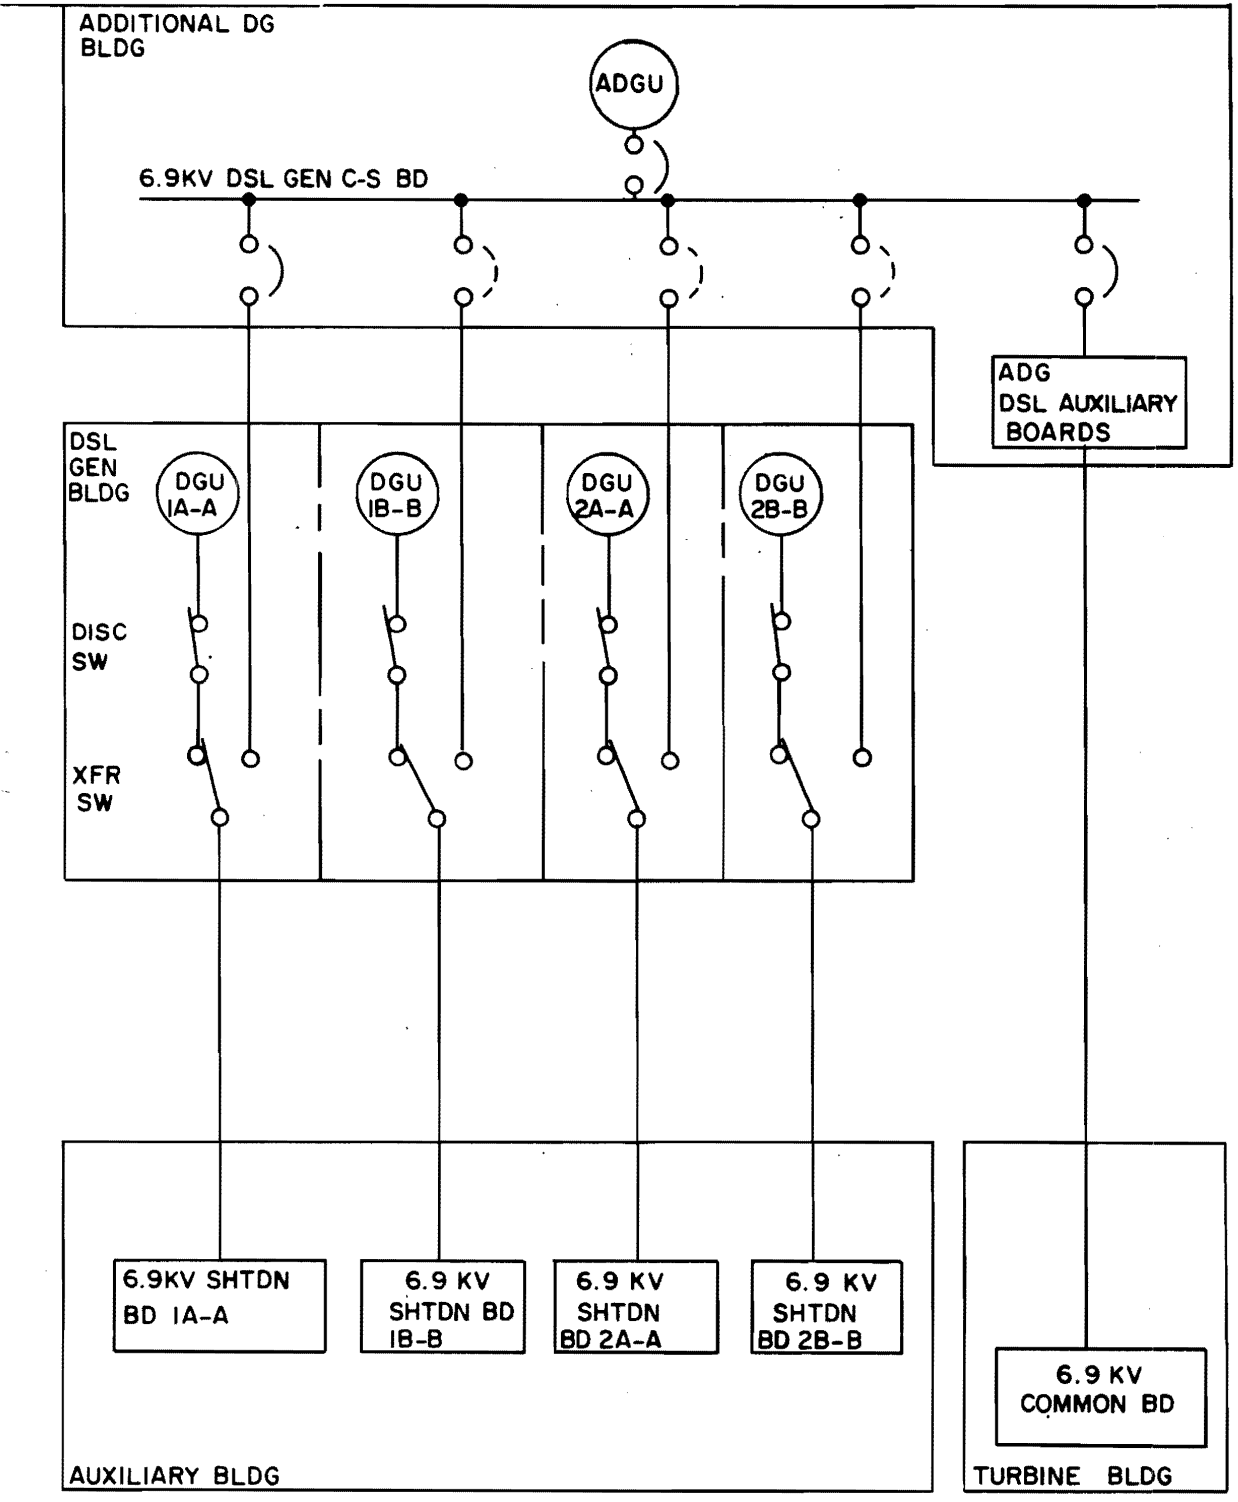 ADDITIONAL DG
BLDG
ADGU
6.9KV DSL GEN C-S BD
ADG
DSL AUXILIARY
BOARDS
DSL
GEN
BLDG
DGU
1A-A
DGU
1B-B
DGU
2A-A
DGU
2B-B
DISC
SW
XFR
SW
6.9KV SHTDN
BD 1A-A
6.9 KV
SHTDN BD
1B-B
6.9 KV
SHTDN
BD 2A-A
6.9 KV
SHTDN
BD 2B-B
6.9 KV
COMMON BD
AUXILIARY BLDG
TURBINE BLDG